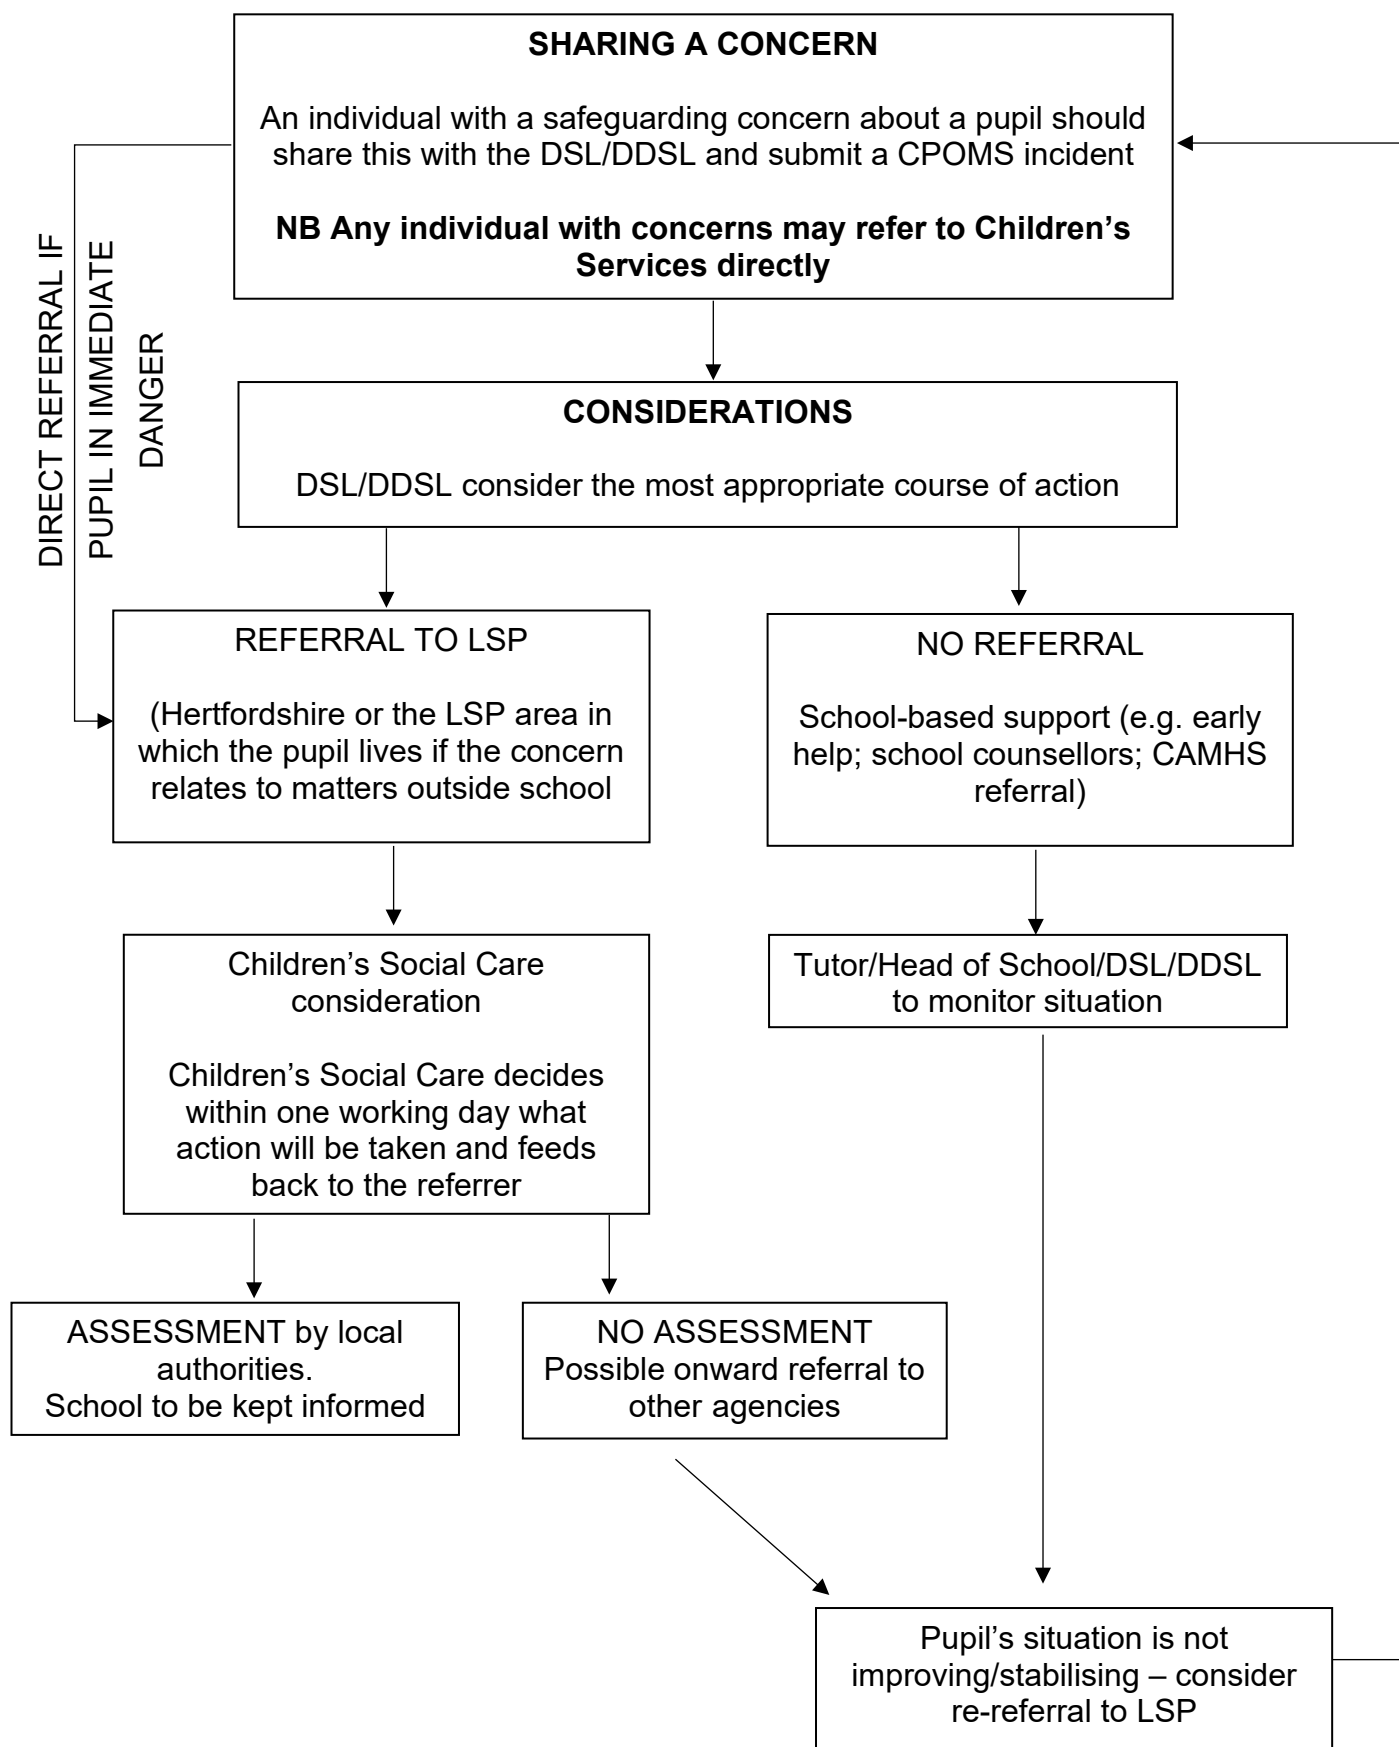 SHARING A CONCERN
An individual with a safeguarding concern about a pupil should
share this with the DSL/DDSL and submit a CPOMS incident
NB Any individual with concerns may refer to Children’s
Services directly
DIRECT REFERRAL IF
PUPIL IN IMMEDIATE
DANGER
CONSIDERATIONS
DSL/DDSL consider the most appropriate course of action
REFERRAL TO LSP
(Hertfordshire or the LSP area in
which the pupil lives if the concern
relates to matters outside school
NO REFERRAL
School-based support (e.g. early
help; school counsellors; CAMHS
referral)
Children’s Social Care
consideration
Children’s Social Care decides
within one working day what
action will be taken and feeds
back to the referrer
Tutor/Head of School/DSL/DDSL
to monitor situation
ASSESSMENT by local
authorities.
School to be kept informed
NO ASSESSMENT
Possible onward referral to
other agencies
Pupil’s situation is not
improving/stabilising – consider
re-referral to LSP